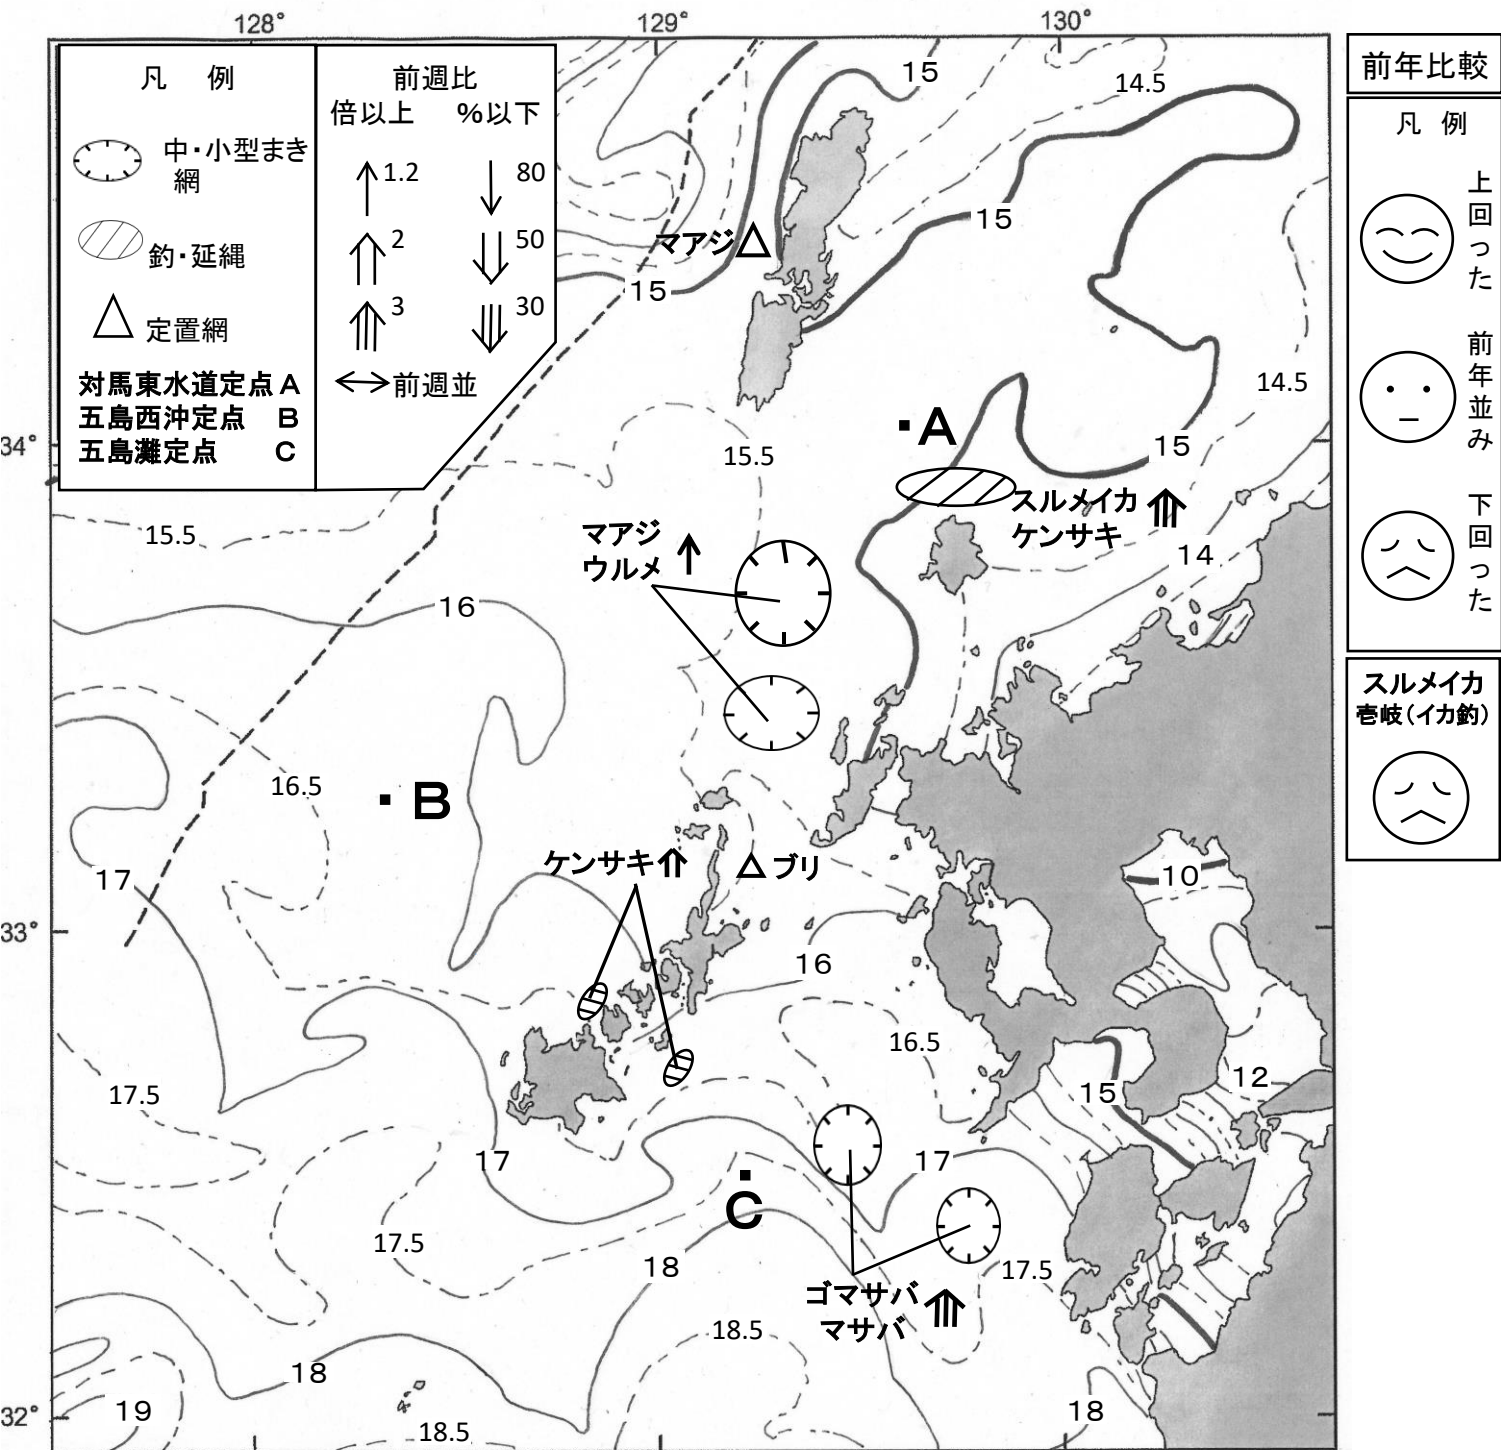 128°
129°
130°
凡 例
中・小型まき
網
釣・延縄
定置網
対馬東水道定点 A
五島西沖定点 B
五島灘定点 C
前週比
倍以上 %以下
1.2 80
2 50
3 30
前週並
前年比較
凡 例
上回った
前年並み
下回った
スルメイカ
壱岐（イカ釣）
15
14.5
15
マアジ
15
14.5
34°
A
15
15.5
スルメイカ
ケンサキ
15.5
マアジ
ウルメ
14
16
16.5
B
17
ケンサキ
ブリ
10
33°
16
16.5
17.5
15
12
17
17
C
17.5
18
17.5
ゴマサバ
マサバ
18.5
18
19
18
32°
18.5